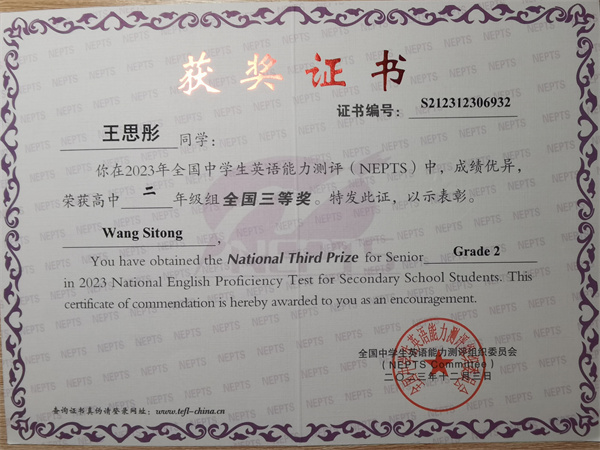 获奖证书
证书编号： S212312306932
王思彤 同学：
你在2023年全国中学生英语能力测评（NEPTS）中，成绩优异，
荣获高中 二 年级组全国三等奖。特发此证，以示表彰。
Wang Sitong ,
You have obtained the National Third Prize for Senior Grade 2
in 2023 National English Proficiency Test for Secondary School Students. This
certificate of commendation is hereby awarded to you as an encouragement.
全国中学生英语能力测评组织委员会
( NEPTS Committee )
二〇二三年十二月
查询证书真伪请登录网址：www.tefl-china.cn
NEPTS